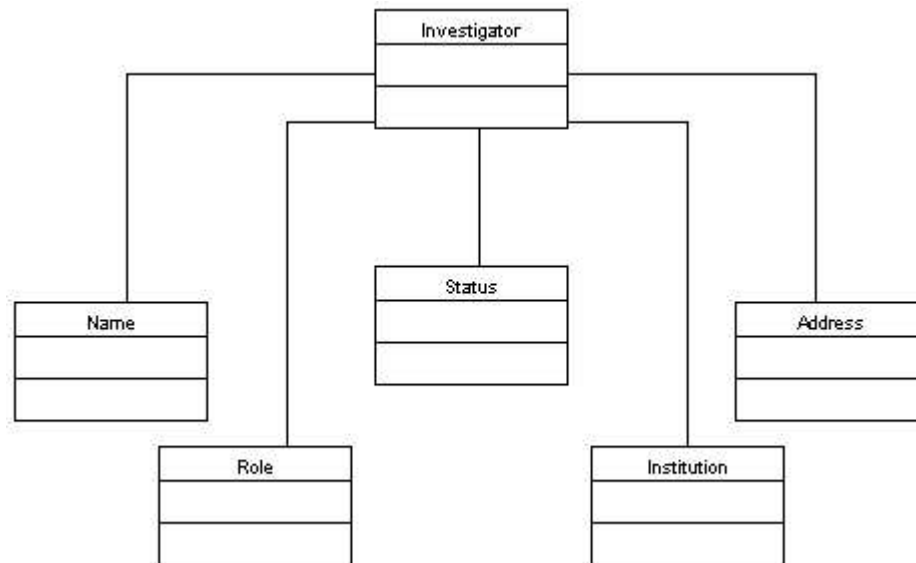 Investigator
Status
Name
Address
Role
Institution